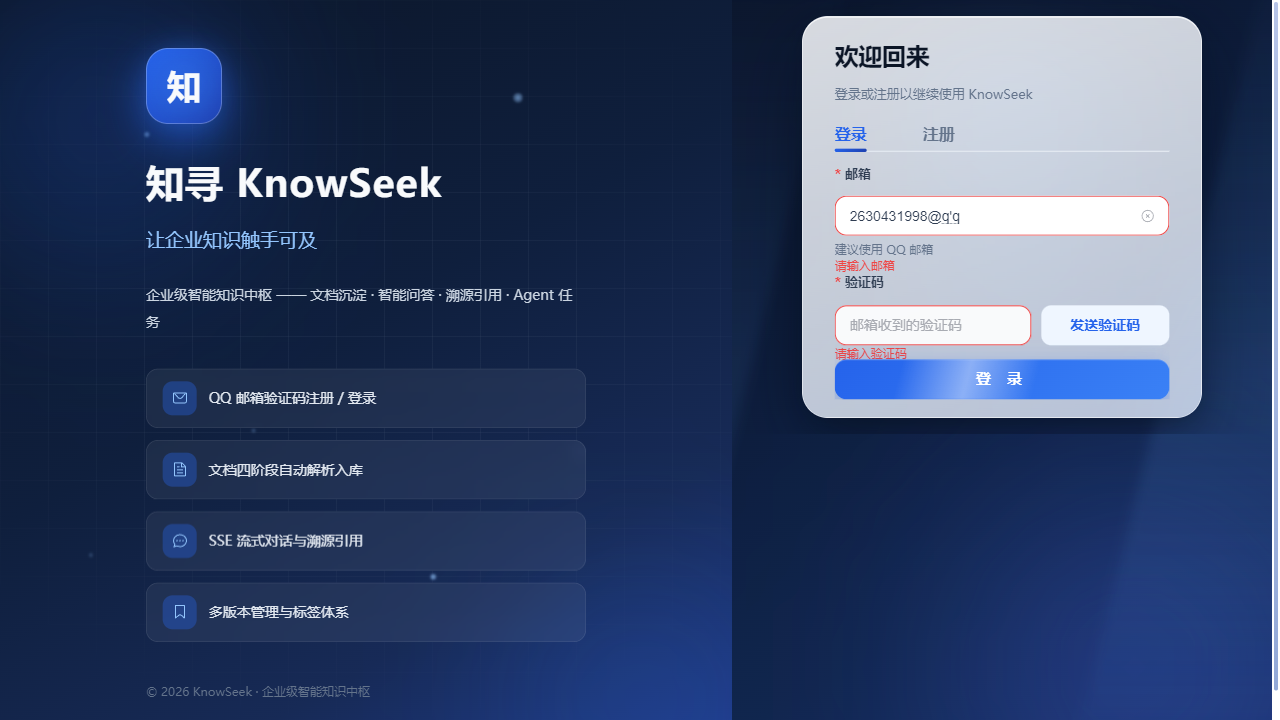 知
知寻 KnowSeek
让企业知识触手可及
企业级智能知识中枢 —— 文档沉淀 · 智能问答 · 溯源引用 · Agent 任
务
QQ 邮箱验证码注册 / 登录
文档四阶段自动解析入库
SSE 流式对话与溯源引用
多版本管理与标签体系
© 2026 KnowSeek · 企业级智能知识中枢
欢迎回来
登录或注册以继续使用 KnowSeek
登录 注册
* 邮箱
2630431998@q'q
建议使用 QQ 邮箱
请输入邮箱
* 验证码
邮箱收到的验证码 发送验证码
请输入验证码
登 录